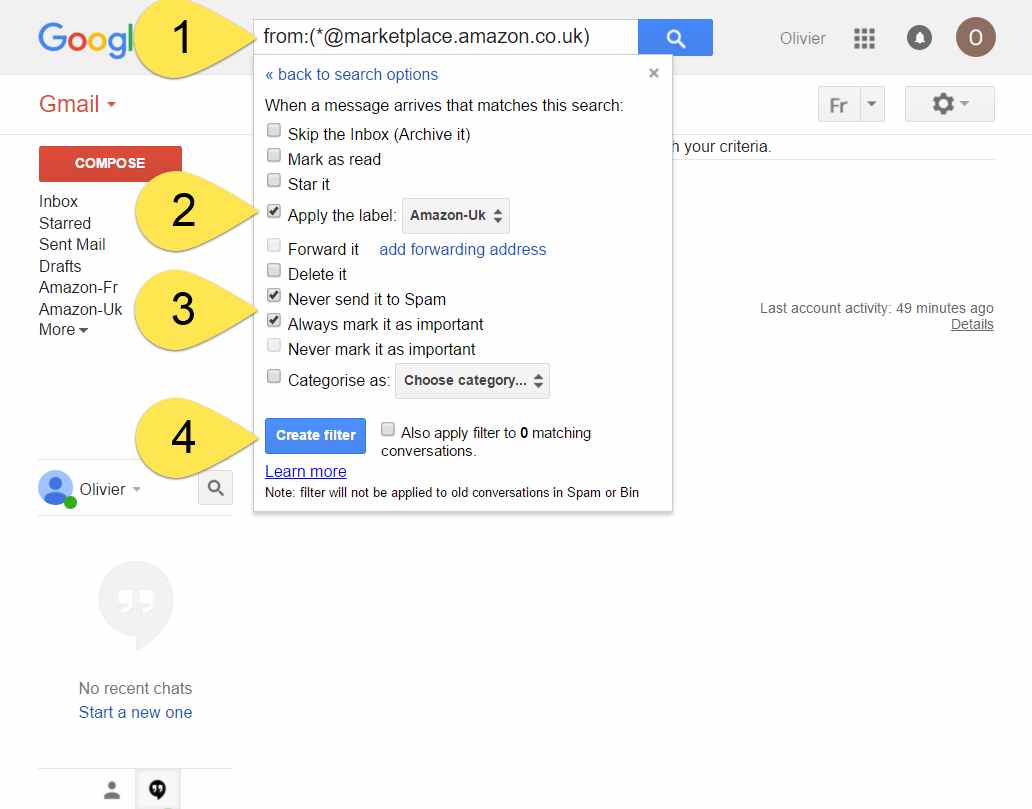 Googl
1
from:(*@marketplace.amazon.co.uk)
Olivier
O
« back to search options
×
Gmail
When a message arrives that matches this search:
Fr
Skip the Inbox (Archive it)
h your criteria.
COMPOSE
Mark as read
Star it
Inbox
2
Apply the label: Amazon-Uk
Starred
Sent Mail
Forward it add forwarding address
Drafts
Delete it
Amazon-Fr
3
Never send it to Spam
Amazon-Uk
Always mark it as important
Last account activity: 49 minutes ago
More
Details
Never mark it as important
Categorise as: Choose category...
4
Create filter
Also apply filter to 0 matching
conversations.
Learn more
Note: filter will not be applied to old conversations in Spam or Bin
Olivier
No recent chats
Start a new one